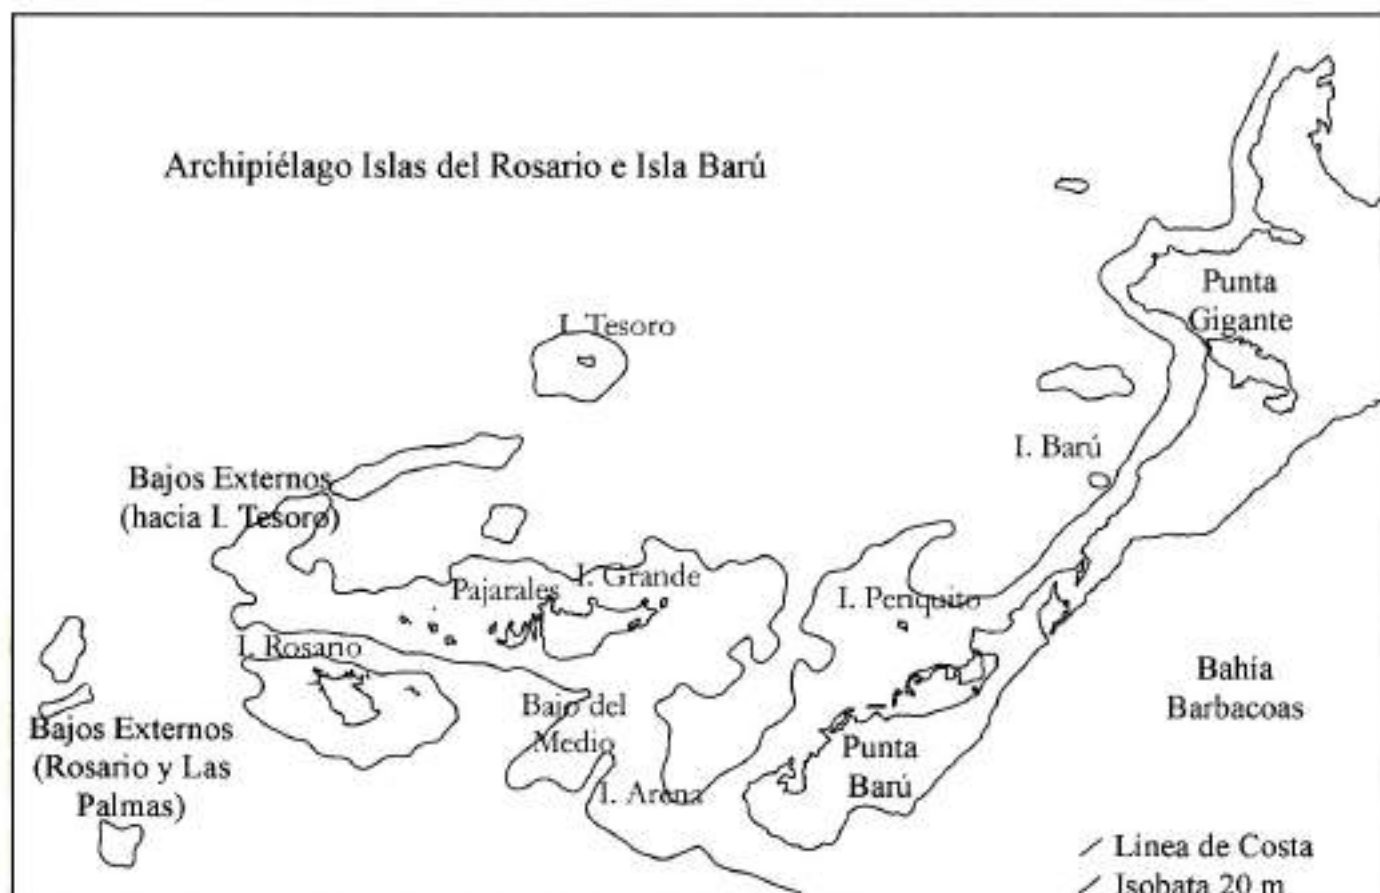 Archipiélago Islas del Rosario e Isla Barú
Punta
Gigante
I. Tesoro
I. Barú
Bajos Externos
(hacia I. Tesoro)
Pajarales
I. Grande
I. Periquito
I. Rosario
Bahía
Barbacoas
Bajo del
Medio
Bajos Externos
(Rosario y Las
Palmas)
Punta
Barú
I. Arena
Línea de Costa
Isobata 20 m